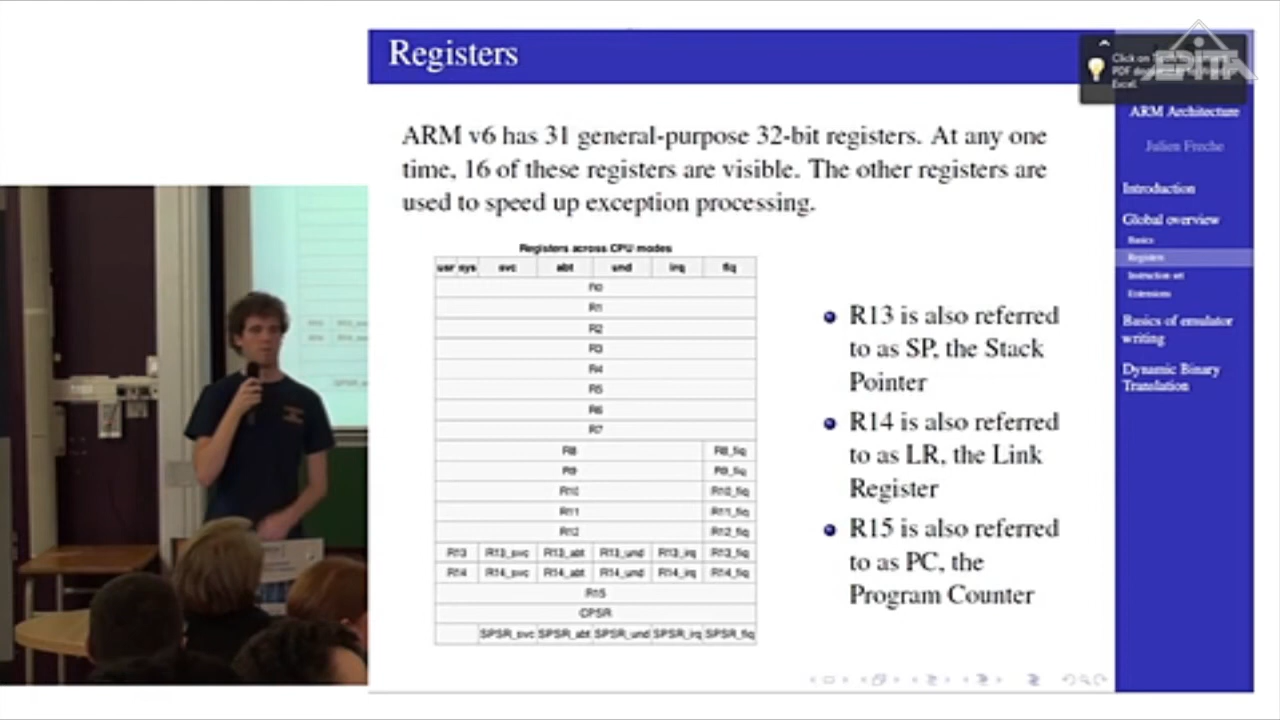 Registers
EPITA
Click on
PDF
Excel.
ARM Architecture
Julien Freche
Introduction
Global overview
Basics
Registers
Instruction set
Extensions
Basics of emulator
writing
Dynamic Binary
Translation
ARM v6 has 31 general-purpose 32-bit registers. At any one
time, 16 of these registers are visible. The other registers are
used to speed up exception processing.
Registers across CPU modes
usr sys svc abt und irq fiq
R0
R1
R2
R3
R4
R5
R6
R7
R8 R8_fiq
R9 R9_fiq
R10 R10_fiq
R11 R11_fiq
R12 R12_fiq
R13 R13_svc R13_abt R13_und R13_irq R13_fiq
R14 R14_svc R14_abt R14_und R14_irq R14_fiq
R15
CPSR
SPSR_svc SPSR_abt SPSR_und SPSR_irq SPSR_fiq
R13 is also referred
to as SP, the Stack
Pointer
R14 is also referred
to as LR, the Link
Register
R15 is also referred
to as PC, the
Program Counter